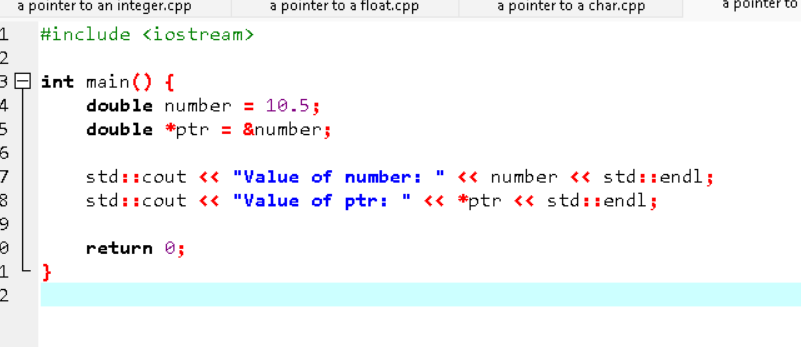 a pointer to an integer.cpp a pointer to a float.cpp a pointer to a char.cpp a pointer to
1 #include <iostream>
2
3 int main() {
4 double number = 10.5;
5 double *ptr = &number;
6
7 std::cout << "Value of number: " << number << std::endl;
8 std::cout << "Value of ptr: " << *ptr << std::endl;
9
0 return 0;
1 }
2